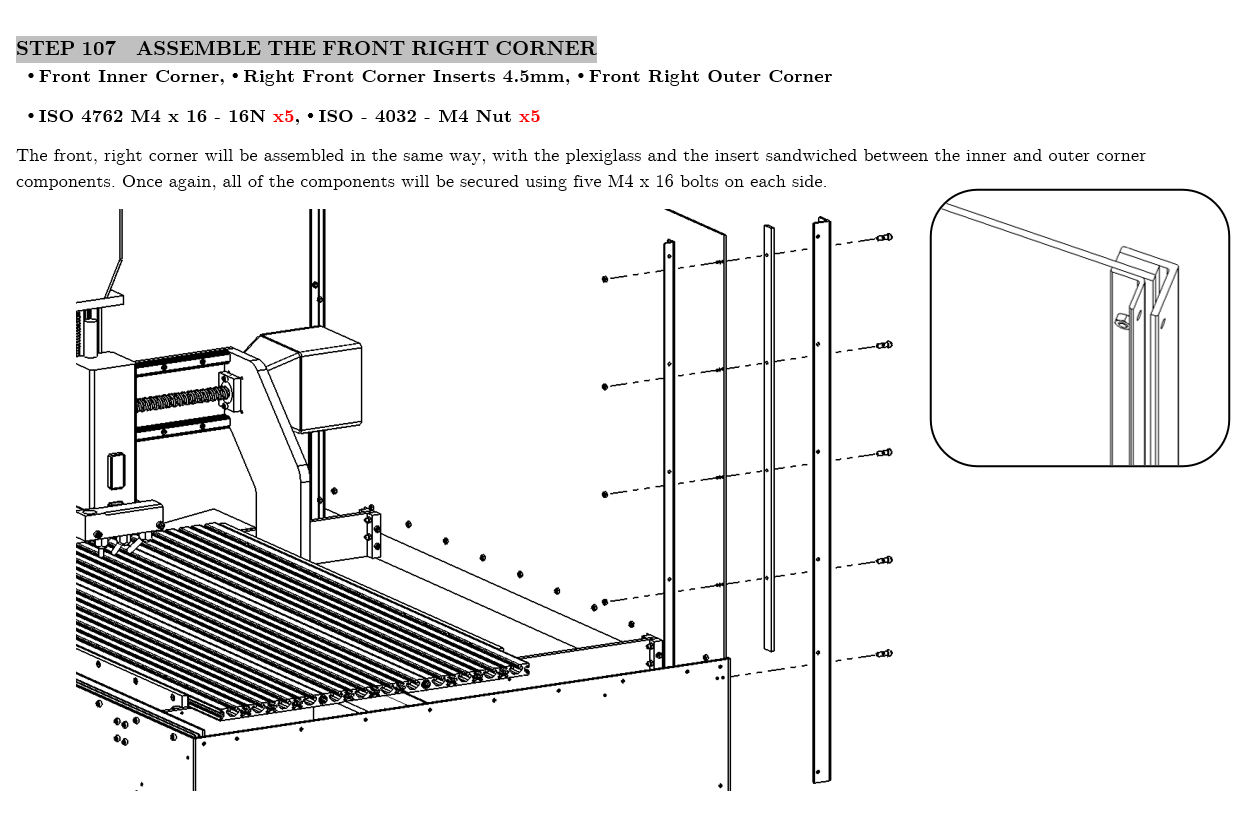 STEP 107 ASSEMBLE THE FRONT RIGHT CORNER
• Front Inner Corner, • Right Front Corner Inserts 4.5mm, • Front Right Outer Corner
• ISO 4762 M4 x 16 - 16N x5, • ISO - 4032 - M4 Nut x5
The front, right corner will be assembled in the same way, with the plexiglass and the insert sandwiched between the inner and outer corner
components. Once again, all of the components will be secured using five M4 x 16 bolts on each side.